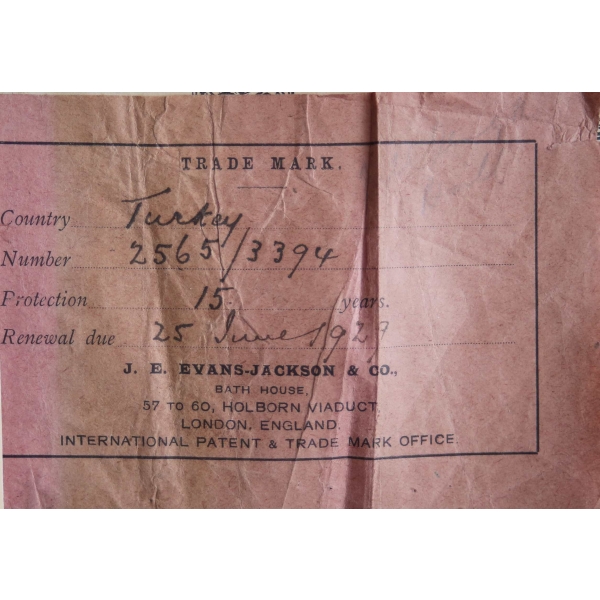 TRADE MARK.
Country Turkey
Number 2565/3394
Protection 15 years.
Renewal due 25 June 1927
J. E. EVANS-JACKSON & CO.,
BATH HOUSE,
57 TO 60, HOLBORN VIADUCT,
LONDON, ENGLAND.
INTERNATIONAL PATENT & TRADE MARK OFFICE.